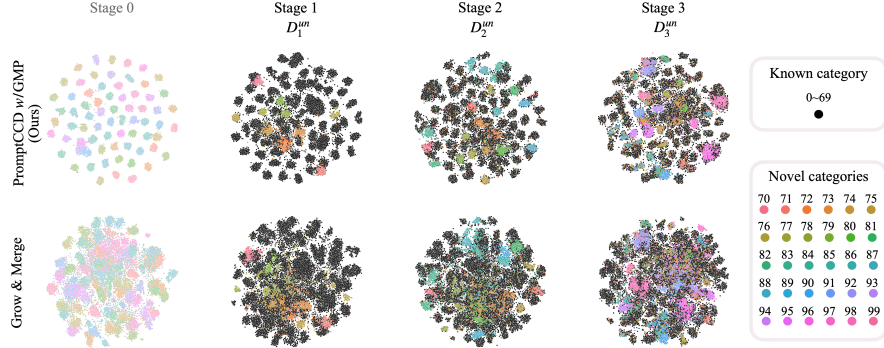 Stage 0
Stage 1
Stage 2
Stage 3
D₁ᵘⁿ
D₂ᵘⁿ
D₃ᵘⁿ
PromptCCD w/GMP
(Ours)
Grow & Merge
Known category
0~69
Novel categories
70 71 72 73 74 75
76 77 78 79 80 81
82 83 84 85 86 87
88 89 90 91 92 93
94 95 96 97 98 99